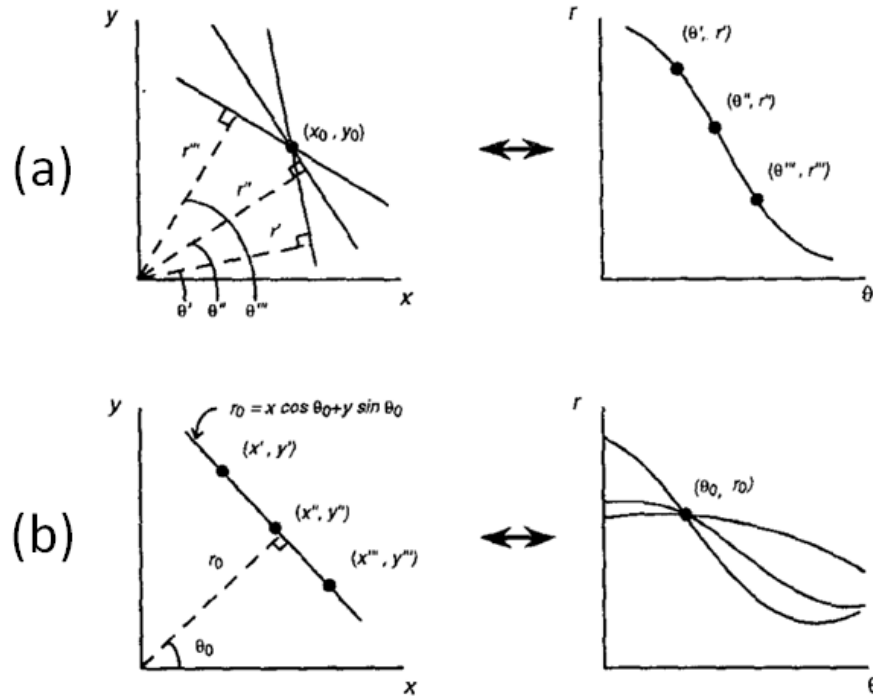 (a)
y
(x₀ , y₀)
r'''
r''
r'
x
θ'
θ''
θ'''
r
(θ', r')
(θ'', r'')
(θ''', r''')
θ
(b)
y
r₀ = x cos θ₀+y sin θ₀
(x' , y')
(x'', y'')
(x''' , y''')
r₀
θ₀
x
r
(θ₀, r₀)
θ